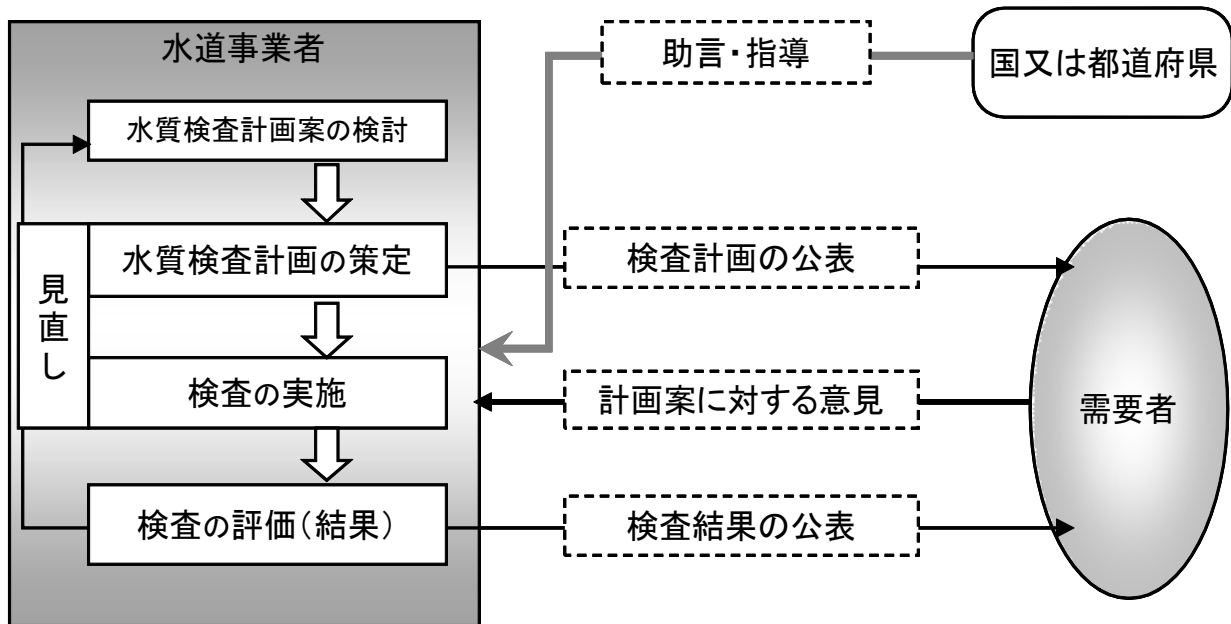 水道事業者
助言・指導
国又は都道府県
水質検査計画案の検討
水質検査計画の策定
検査計画の公表
見直し
検査の実施
計画案に対する意見
需要者
検査の評価(結果)
検査結果の公表